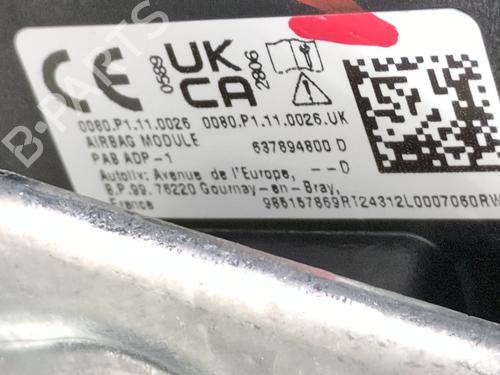 CE 0589 UK CA 2806
0080.P1.11.0026 0080.P1.11.0026.UK
AIRBAG MODULE 637894800 D
PAB ADP-1 --D
Autoliv: Avenue de l'Europe,
B.P.99, 76220 Gournay-en-Bray,
France 985157869RT24312L0007060RW
B-PARTS